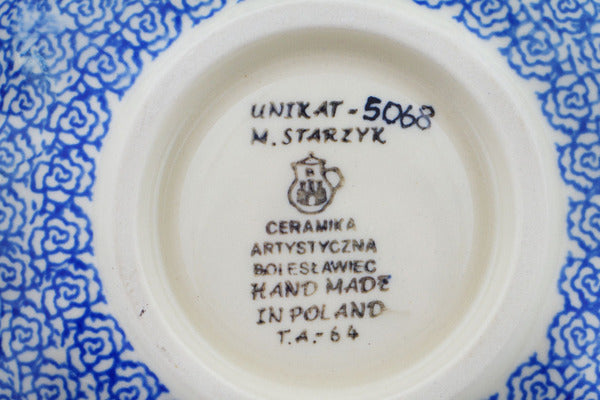 UNIKAT - 5068
M. STARZYK
CERAMIKA
ARTYSTYCZNA
BOLESŁAWIEC
HAND MADE
IN POLAND
T.A.-64